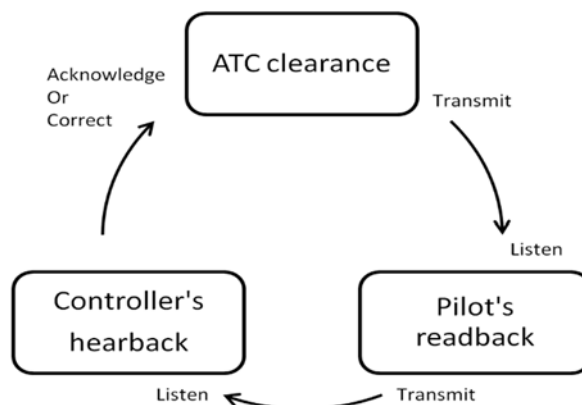 ATC clearance
Acknowledge
Or
Correct
Transmit
Listen
Controller's
hearback
Pilot's
readback
Listen
Transmit